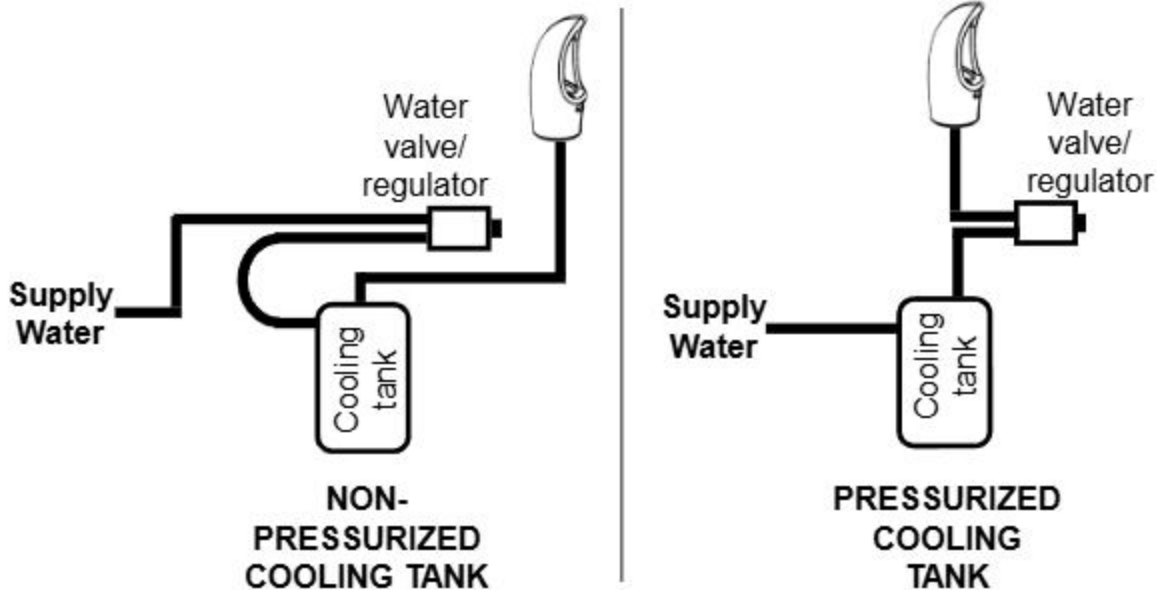 Water
valve/
regulator
Supply
Water
Cooling
tank
NON-
PRESSURIZED
COOLING TANK
Water
valve/
regulator
Supply
Water
Cooling
tank
PRESSURIZED
COOLING
TANK